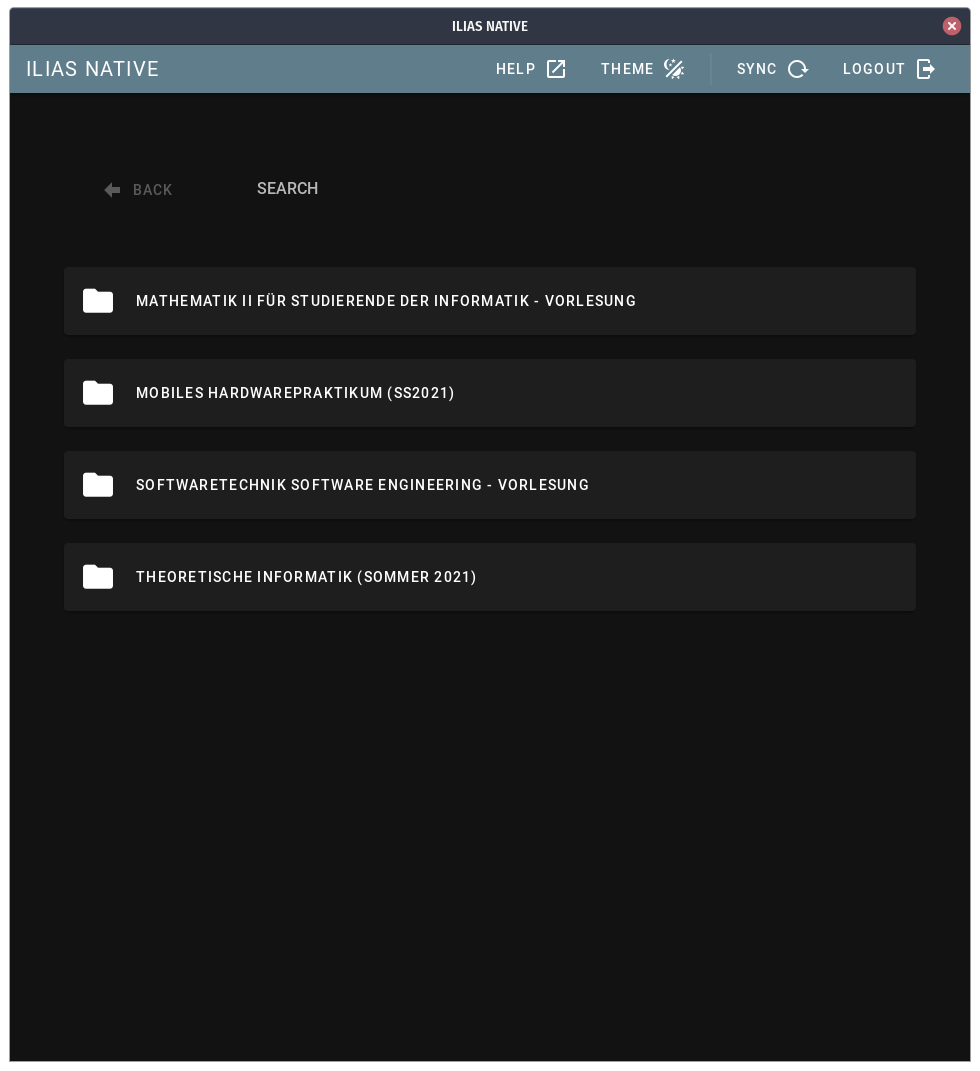 ILIAS NATIVE
ILIAS NATIVE HELP THEME SYNC LOGOUT
BACK SEARCH
MATHEMATIK II FÜR STUDIERENDE DER INFORMATIK - VORLESUNG
MOBILES HARDWAREPRAKTIKUM (SS2021)
SOFTWARETECHNIK SOFTWARE ENGINEERING - VORLESUNG
THEORETISCHE INFORMATIK (SOMMER 2021)